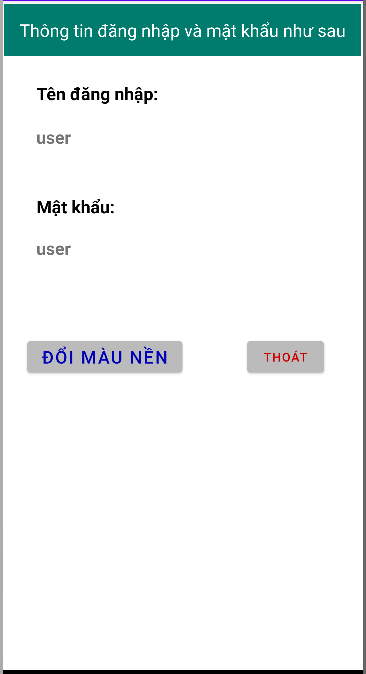 Thông tin đăng nhập và mật khẩu như sau
Tên đăng nhập:
user
Mật khẩu:
user
ĐỔI MÀU NỀN
THOÁT